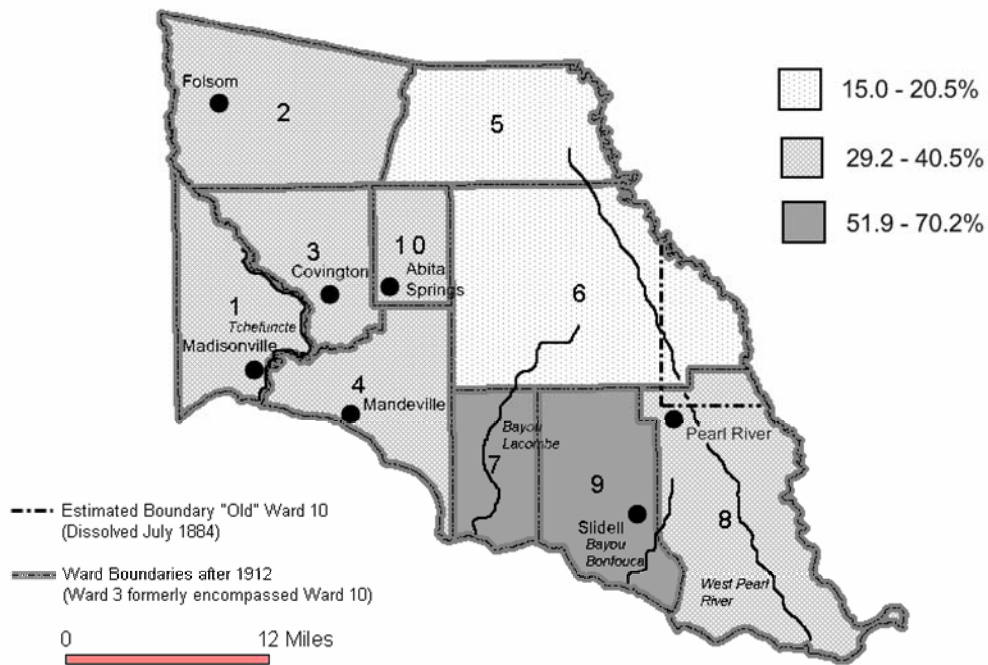 Folsom
2
5
15.0 - 20.5%
29.2 - 40.5%
51.9 - 70.2%
3
Covington
10
Abita
Springs
6
1
Tchefuncte
Madisonville
4
Mandeville
Bayou
Lacombe
7
Pearl River
9
Slidell
Bayou
Bonfouca
8
West Pearl
River
Estimated Boundary "Old" Ward 10
(Dissolved July 1884)
Ward Boundaries after 1912
(Ward 3 formerly encompassed Ward 10)
0 12 Miles